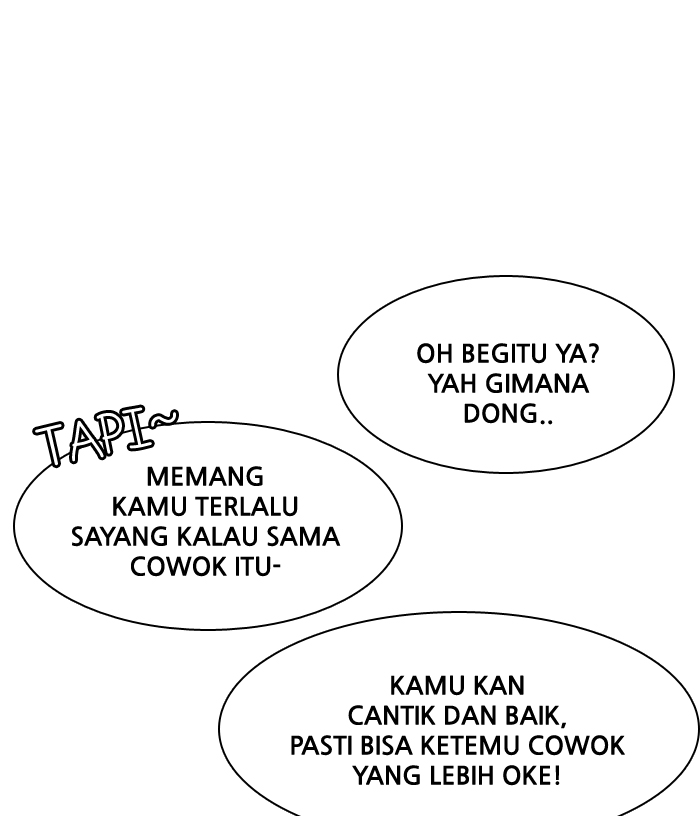 OH BEGITU YA?
YAH GIMANA
DONG..
TAPI~
MEMANG
KAMU TERLALU
SAYANG KALAU SAMA
COWOK ITU-
KAMU KAN
CANTIK DAN BAIK,
PASTI BISA KETEMU COWOK
YANG LEBIH OKE!